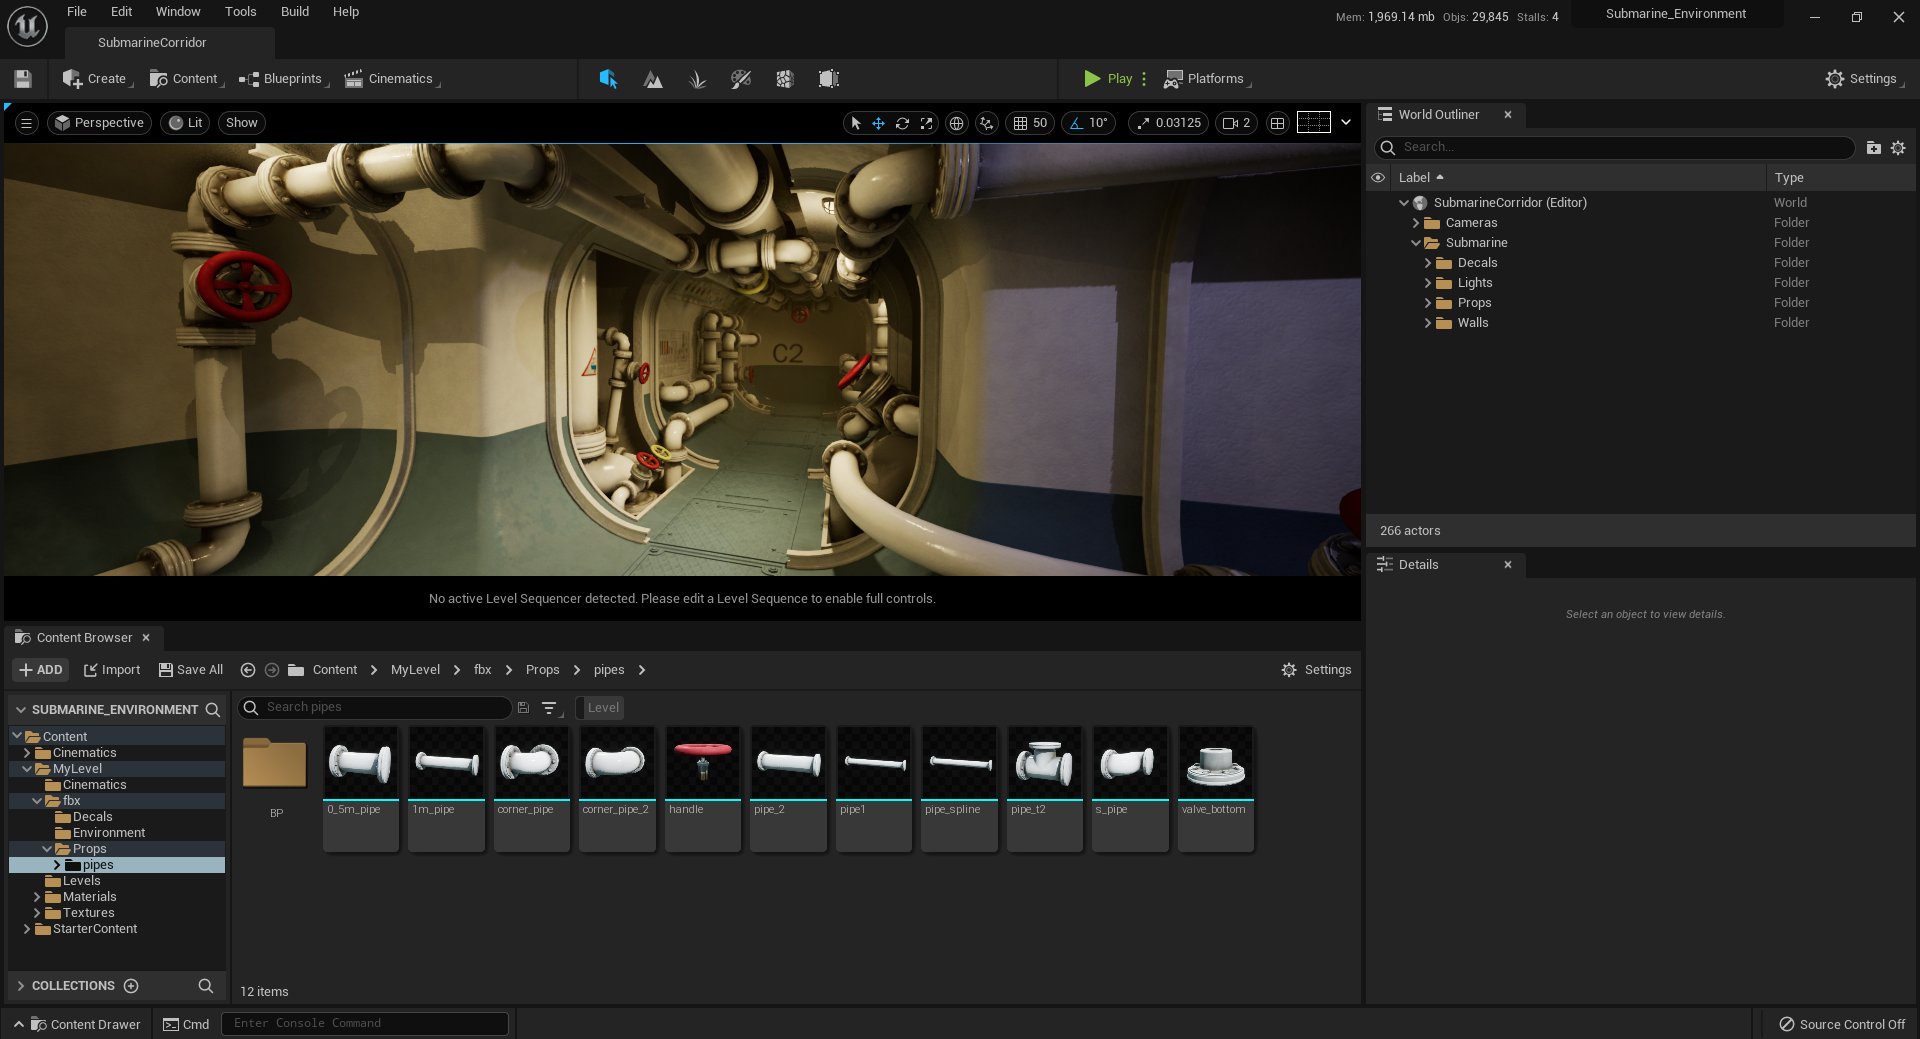 File Edit Window Tools Build Help
Mem: 1,969.14 mb Objs: 29,845 Stalls: 4
Submarine_Environment
SubmarineCorridor
Create Content Blueprints Cinematics
Play Platforms Settings
Perspective Lit Show
50 10° 0.03125 2
C2
No active Level Sequencer detected. Please edit a Level Sequence to enable full controls.
World Outliner
Search...
Label Type
SubmarineCorridor (Editor) World
Cameras Folder
Submarine Folder
Decals Folder
Lights Folder
Props Folder
Walls Folder
266 actors
Details
Select an object to view details.
Content Browser
ADD Import Save All Content MyLevel fbx Props pipes Settings
SUBMARINE_ENVIRONMENT
Content
Cinematics
MyLevel
Cinematics
fbx
Decals
Environment
Props
pipes
Levels
Materials
Textures
StarterContent
COLLECTIONS
Search pipes Level
BP 0_5m_pipe 1m_pipe corner_pipe corner_pipe_2 handle pipe_2 pipe1 pipe_spline pipe_t2 s_pipe valve_bottom
12 items
Content Drawer Cmd Enter Console Command Source Control Off